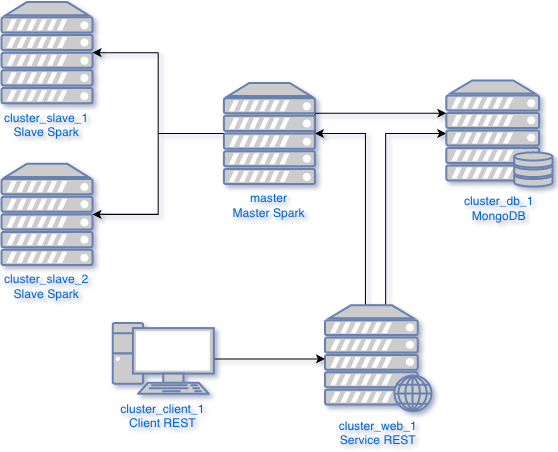 cluster_slave_1
Slave Spark
master
Master Spark
cluster_db_1
MongoDB
cluster_slave_2
Slave Spark
cluster_client_1
Client REST
cluster_web_1
Service REST